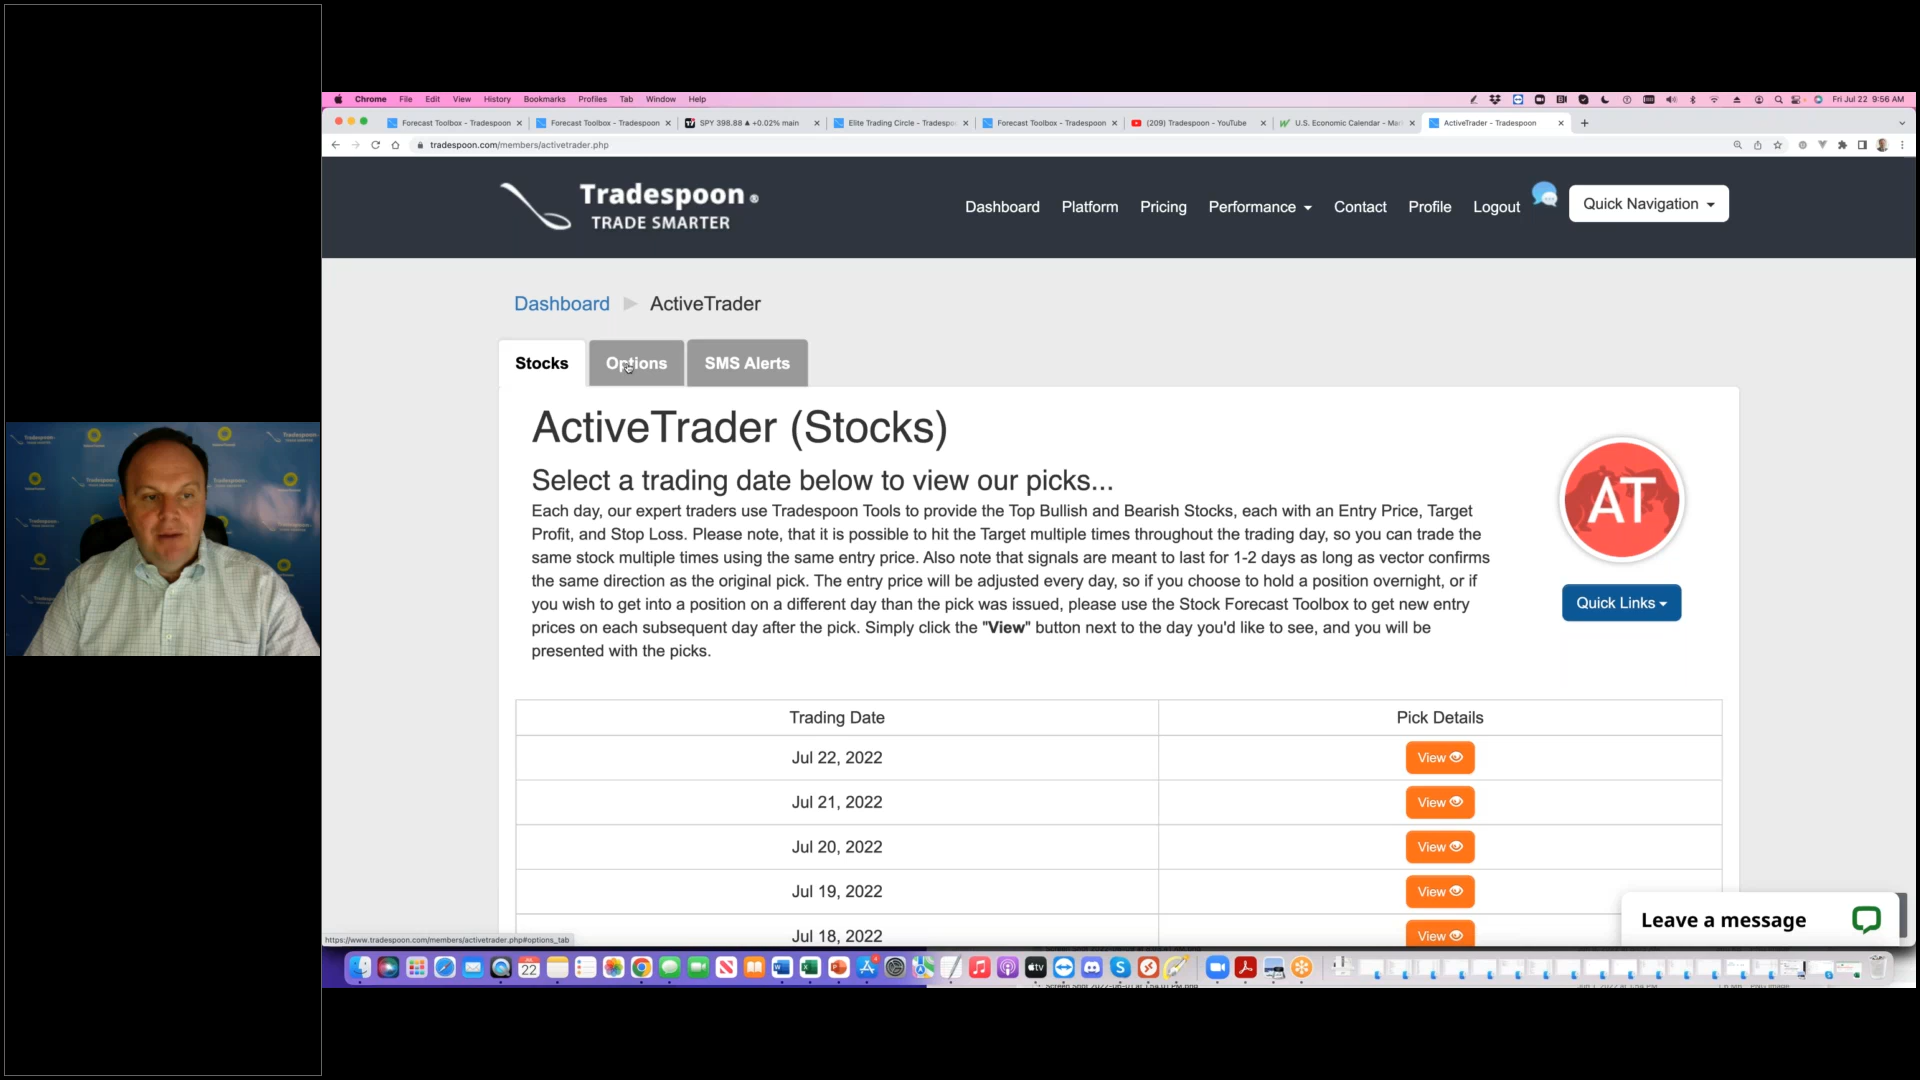 Chrome File Edit View History Bookmarks Profiles Tab Window Help Fri Jul 22 9:56 AM
Forecast Toolbox - Tradespoon Forecast Toolbox - Tradespoon SPY 398.88 ▲ +0.02% main Elite Trading Circle - Tradespo Forecast Toolbox - Tradespoon (209) Tradespoon - YouTube U.S. Economic Calendar - Mar ActiveTrader - Tradespoon
tradespoon.com/members/activetrader.php
Tradespoon ®
TRADE SMARTER
Dashboard Platform Pricing Performance Contact Profile Logout Quick Navigation
Dashboard ActiveTrader
Stocks Options SMS Alerts
ActiveTrader (Stocks)
Select a trading date below to view our picks...
Each day, our expert traders use Tradespoon Tools to provide the Top Bullish and Bearish Stocks, each with an Entry Price, Target
Profit, and Stop Loss. Please note, that it is possible to hit the Target multiple times throughout the trading day, so you can trade the
same stock multiple times using the same entry price. Also note that signals are meant to last for 1-2 days as long as vector confirms
the same direction as the original pick. The entry price will be adjusted every day, so if you choose to hold a position overnight, or if
you wish to get into a position on a different day than the pick was issued, please use the Stock Forecast Toolbox to get new entry
prices on each subsequent day after the pick. Simply click the "View" button next to the day you'd like to see, and you will be
presented with the picks.
AT
Quick Links
Trading Date Pick Details
Jul 22, 2022 View
Jul 21, 2022 View
Jul 20, 2022 View
Jul 19, 2022 View
Jul 18, 2022 View
Leave a message
https://www.tradespoon.com/members/activetrader.php#options_tab
22